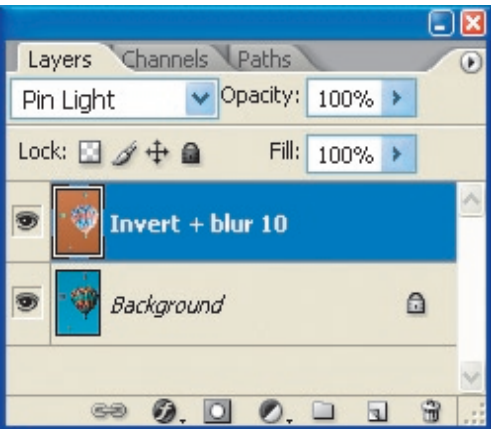 Layers Channels Paths
Pin Light Opacity: 100%
Lock: Fill: 100%
Invert + blur 10
Background